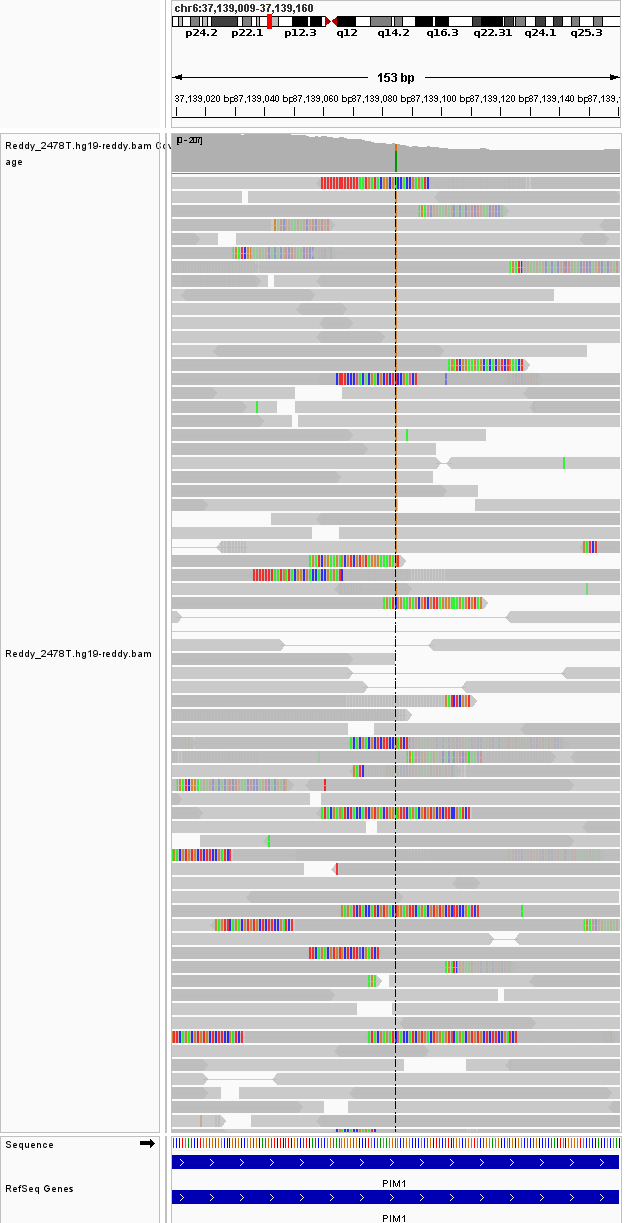 chr6:37,139,009-37,139,160
p24.2 p22.1 p12.3 q12 q14.2 q16.3 q22.31 q24.1 q25.3
153 bp
37,139,020 bp 37,139,040 bp 37,139,060 bp 37,139,080 bp 37,139,100 bp 37,139,120 bp 37,139,140 bp
Reddy_2478T.hg19-reddy.bam
age
[0 - 207]
Reddy_2478T.hg19-reddy.bam
Sequence
RefSeq Genes
PIM1
PIM1